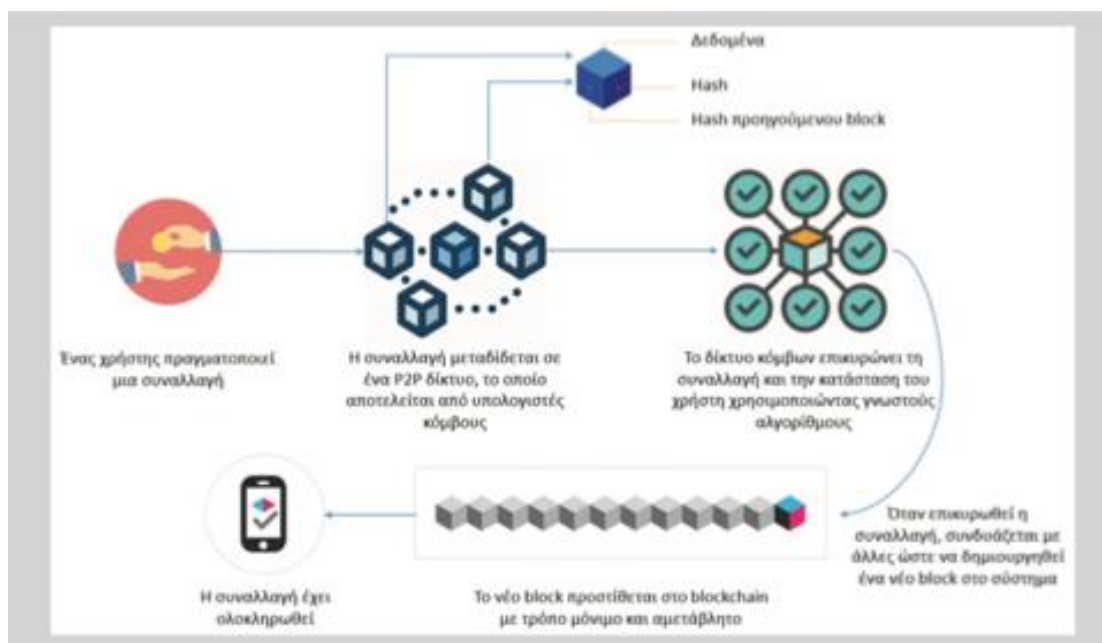 Δεδομένα
Hash
Hash προηγούμενου block
Ένας χρήστης πραγματοποιεί
μια συναλλαγή
Η συναλλαγή μεταδίδεται σε
ένα P2P δίκτυο, το οποίο
αποτελείται από υπολογιστές
κόμβους
Το δίκτυο κόμβων επικυρώνει τη
συναλλαγή και την κατάσταση του
χρήστη χρησιμοποιώντας γνωστούς
αλγορίθμους
Όταν επικυρωθεί η
συναλλαγή, συνδυάζεται με
άλλες ώστε να δημιουργηθεί
ένα νέο block στο σύστημα
Το νέο block προστίθεται στο blockchain
με τρόπο μόνιμο και αμετάβλητο
Η συναλλαγή έχει
ολοκληρωθεί